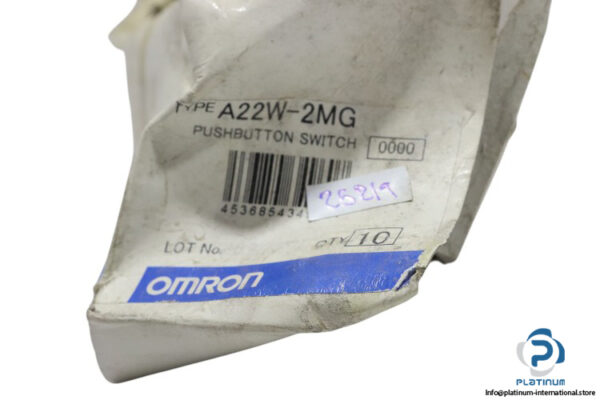 TYPE A22W-2MG
PUSHBUTTON SWITCH 0000
25219
LOT No.
QTY 10
OMRON
PLATINUM
Info@platinum-international.store